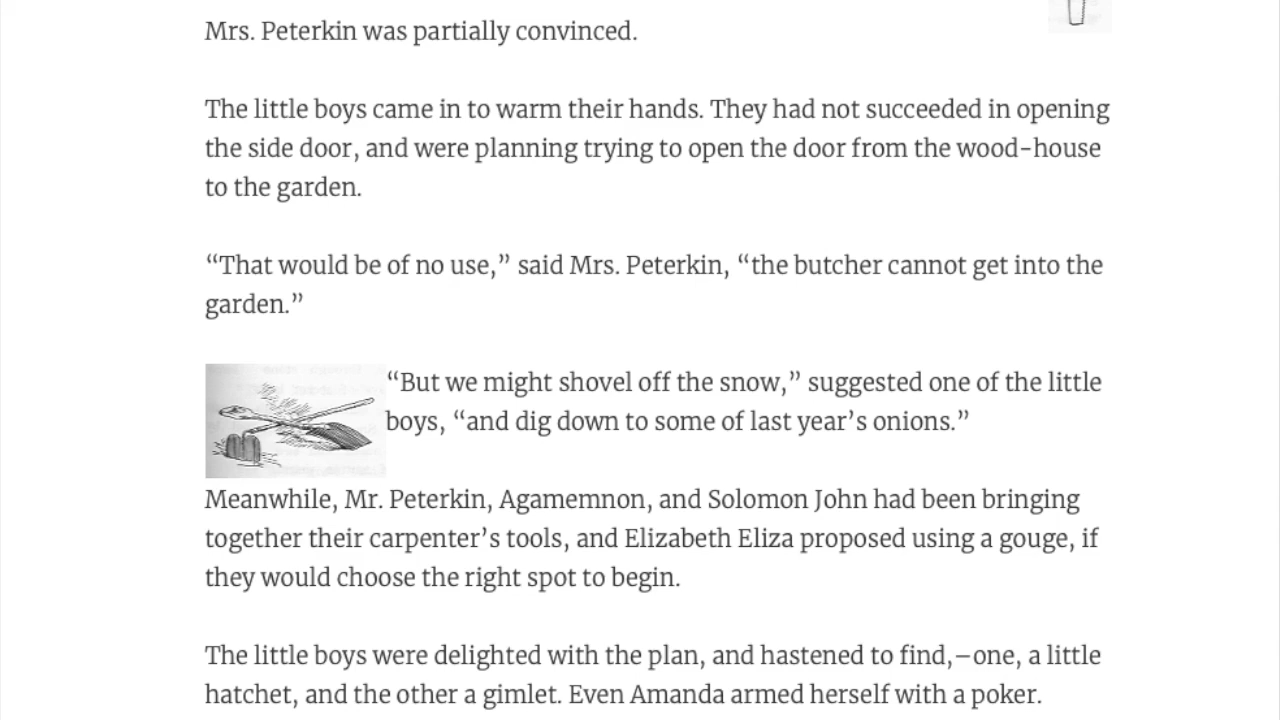 Mrs. Peterkin was partially convinced.
The little boys came in to warm their hands. They had not succeeded in opening
the side door, and were planning trying to open the door from the wood-house
to the garden.
“That would be of no use,” said Mrs. Peterkin, “the butcher cannot get into the
garden.”
“But we might shovel off the snow,” suggested one of the little
boys, “and dig down to some of last year’s onions.”
Meanwhile, Mr. Peterkin, Agamemnon, and Solomon John had been bringing
together their carpenter’s tools, and Elizabeth Eliza proposed using a gouge, if
they would choose the right spot to begin.
The little boys were delighted with the plan, and hastened to find,—one, a little
hatchet, and the other a gimlet. Even Amanda armed herself with a poker.